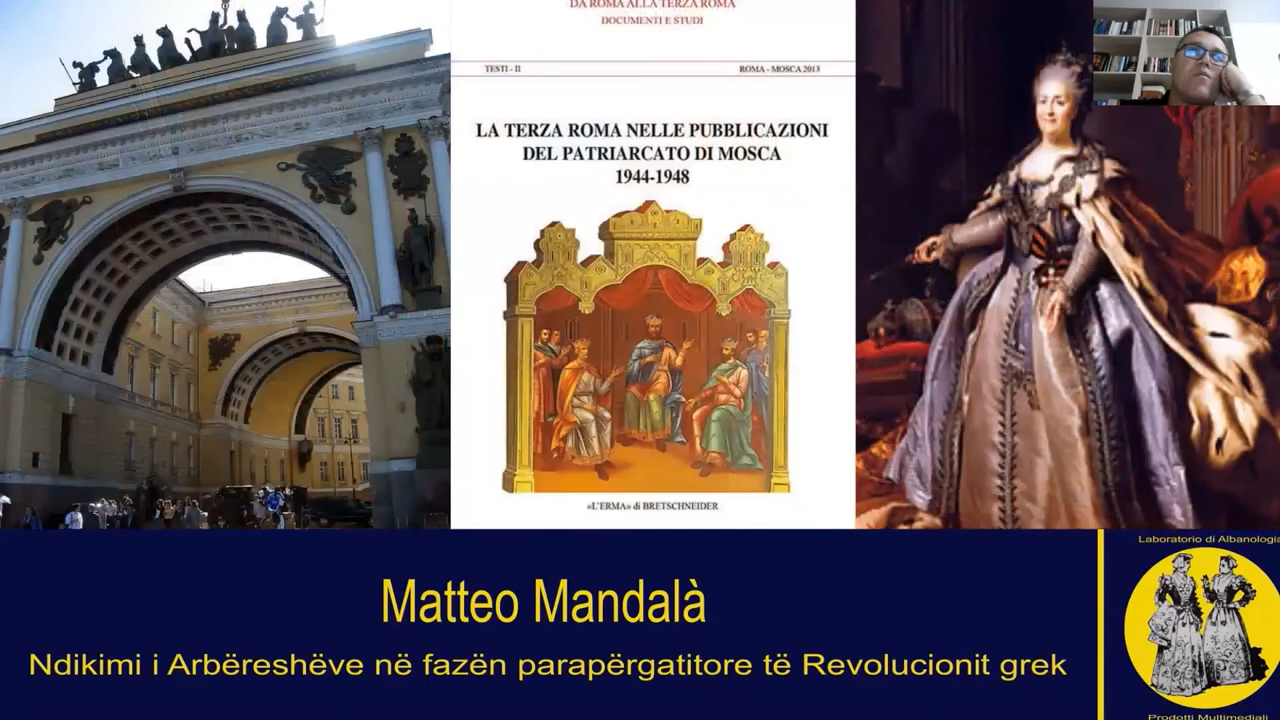 DA ROMA ALLA TERZA ROMA
DOCUMENTI E STUDI
TESTI - II
ROMA - MOSCA 2013
LA TERZA ROMA NELLE PUBBLICAZIONI
DEL PATRIARCATO DI MOSCA
1944-1948
«L'ERMA» di BRETSCHNEIDER
Matteo Mandalà
Ndikimi i Arbëreshëve në fazën parapërgatitore të Revolucionit grek
Laboratorio di Albanologia
Prodotti Multimediali